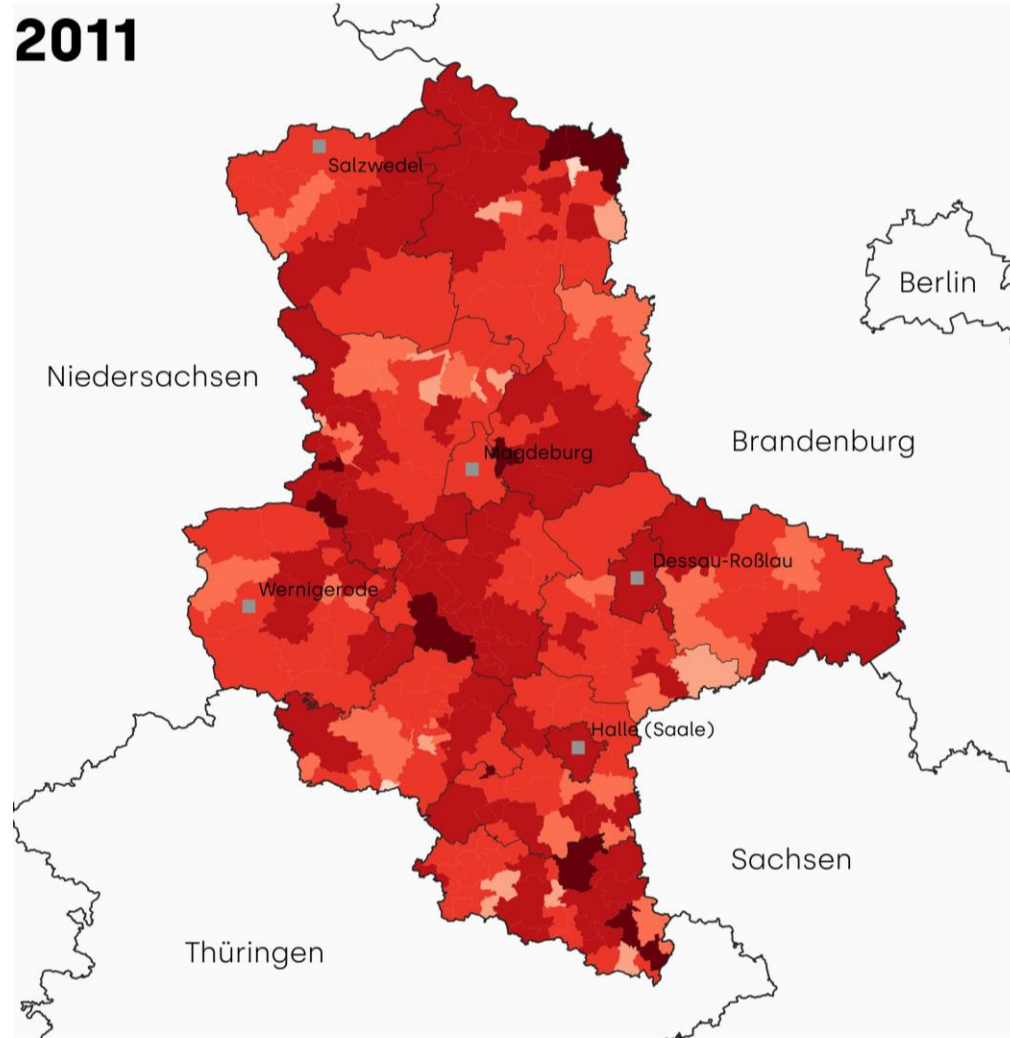 2011
Salzwedel
Berlin
Niedersachsen
Brandenburg
Magdeburg
Dessau-Roßlau
Wernigerode
Halle (Saale)
Sachsen
Thüringen